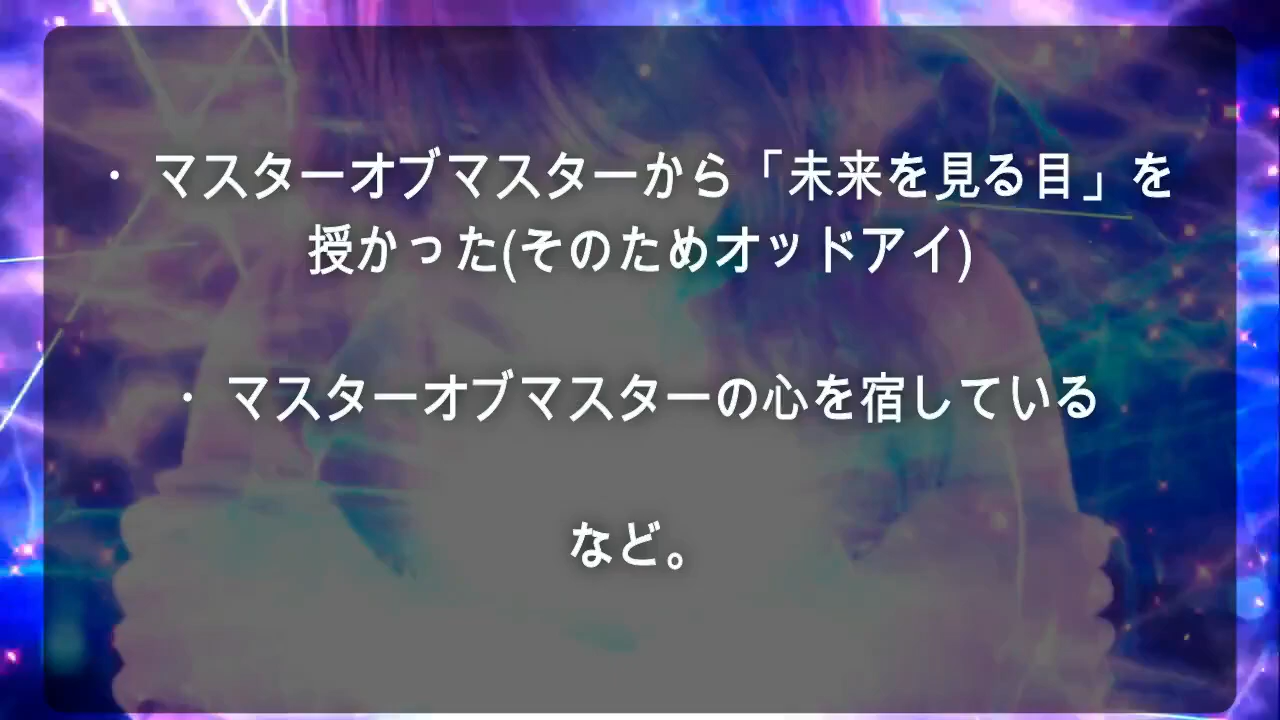 ・ マスターオブマスターから「未来を見る目」を
授かった(そのためオッドアイ)
・ マスターオブマスターの心を宿している
など。